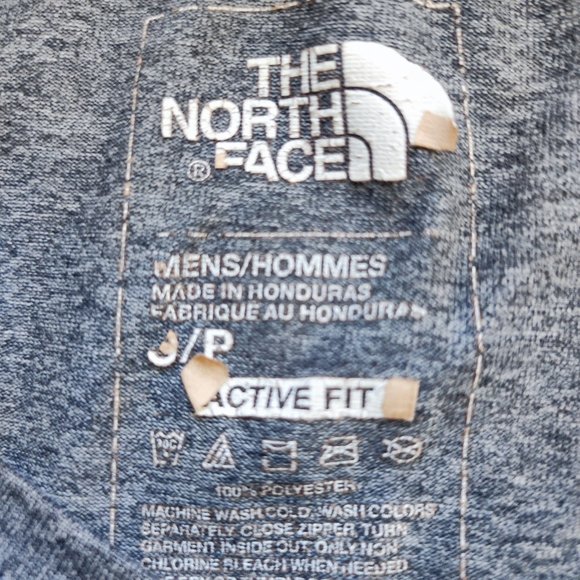 THE
NORTH
FACE
®
MENS/HOMMES
MADE IN HONDURAS
FABRIQUE AU HONDURAS
S/P
ACTIVE FIT
100% POLYESTER
MACHINE WASH COLD, WASH COLORS
SEPARATELY. CLOSE ZIPPER, TURN
GARMENT INSIDE OUT, ONLY NON
CHLORINE BLEACH WHEN NEEDED